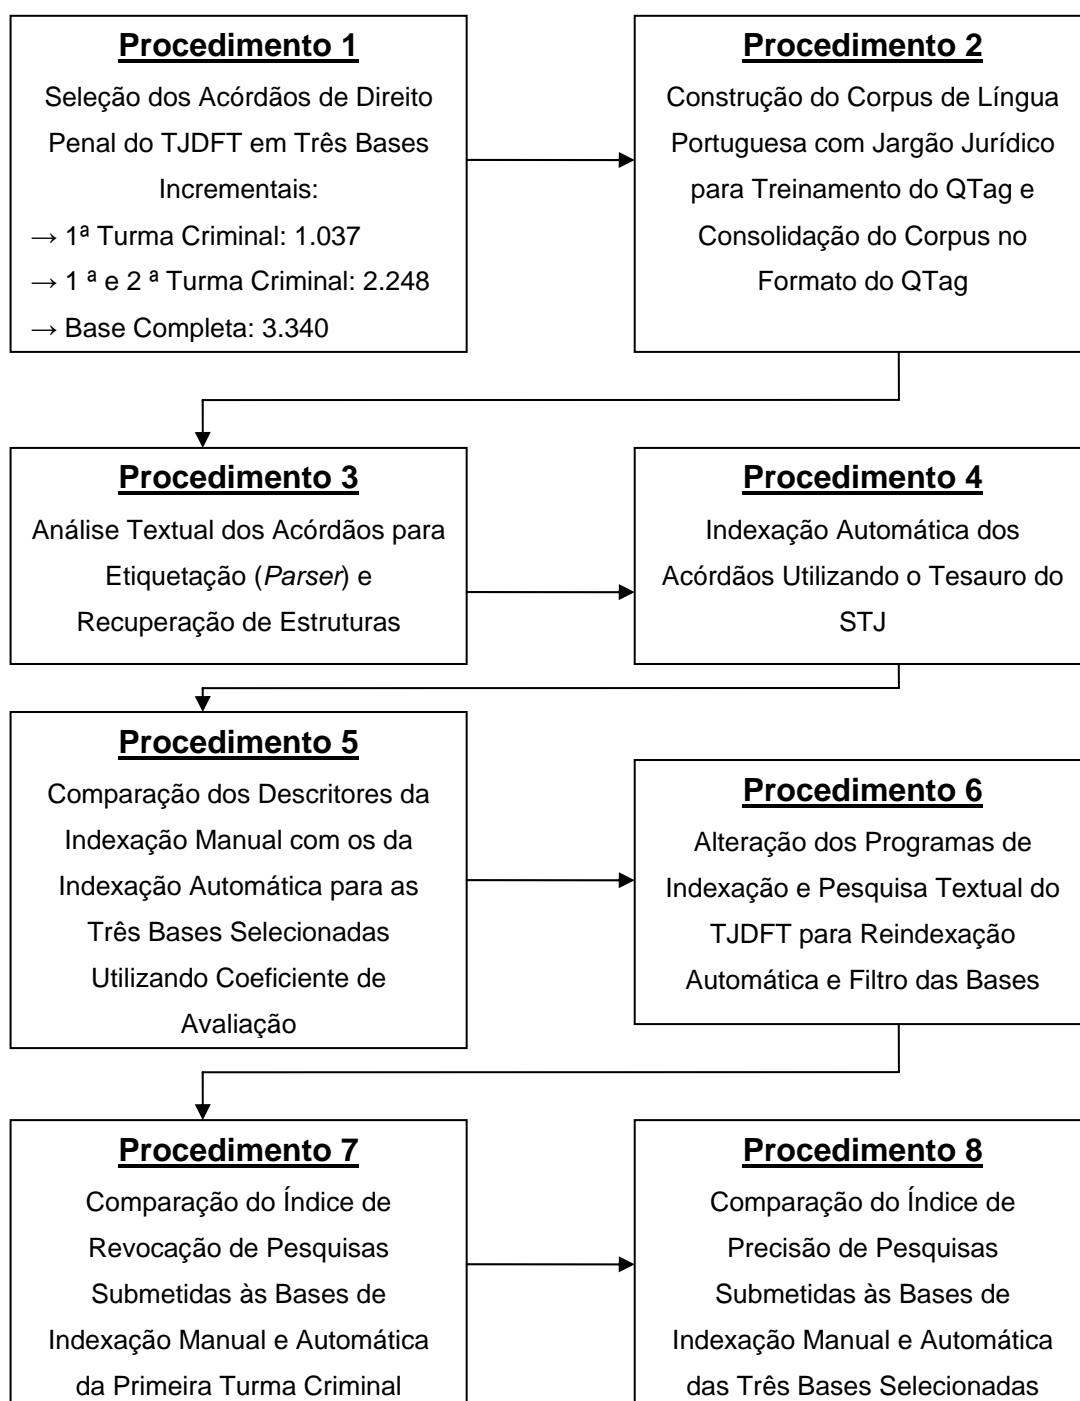 Procedimento 1
Seleção dos Acórdãos de Direito
Penal do TJDFT em Três Bases
Incrementais:
→ 1ª Turma Criminal: 1.037
→ 1 ª e 2 ª Turma Criminal: 2.248
→ Base Completa: 3.340
Procedimento 2
Construção do Corpus de Língua
Portuguesa com Jargão Jurídico
para Treinamento do QTag e
Consolidação do Corpus no
Formato do QTag
Procedimento 3
Análise Textual dos Acórdãos para
Etiquetação (Parser) e
Recuperação de Estruturas
Procedimento 4
Indexação Automática dos
Acórdãos Utilizando o Tesauro do
STJ
Procedimento 5
Comparação dos Descritores da
Indexação Manual com os da
Indexação Automática para as
Três Bases Selecionadas
Utilizando Coeficiente de
Avaliação
Procedimento 6
Alteração dos Programas de
Indexação e Pesquisa Textual do
TJDFT para Reindexação
Automática e Filtro das Bases
Procedimento 7
Comparação do Índice de
Revocação de Pesquisas
Submetidas às Bases de
Indexação Manual e Automática
da Primeira Turma Criminal
Procedimento 8
Comparação do Índice de
Precisão de Pesquisas
Submetidas às Bases de
Indexação Manual e Automática
das Três Bases Selecionadas